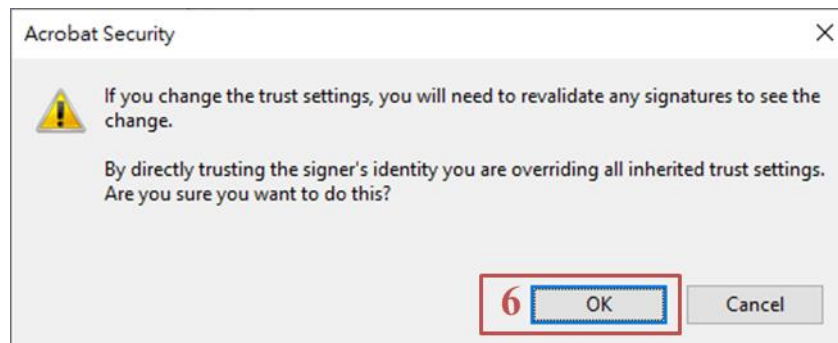 Acrobat Security
If you change the trust settings, you will need to revalidate any signatures to see the
change.
By directly trusting the signer's identity you are overriding all inherited trust settings.
Are you sure you want to do this?
6 OK Cancel